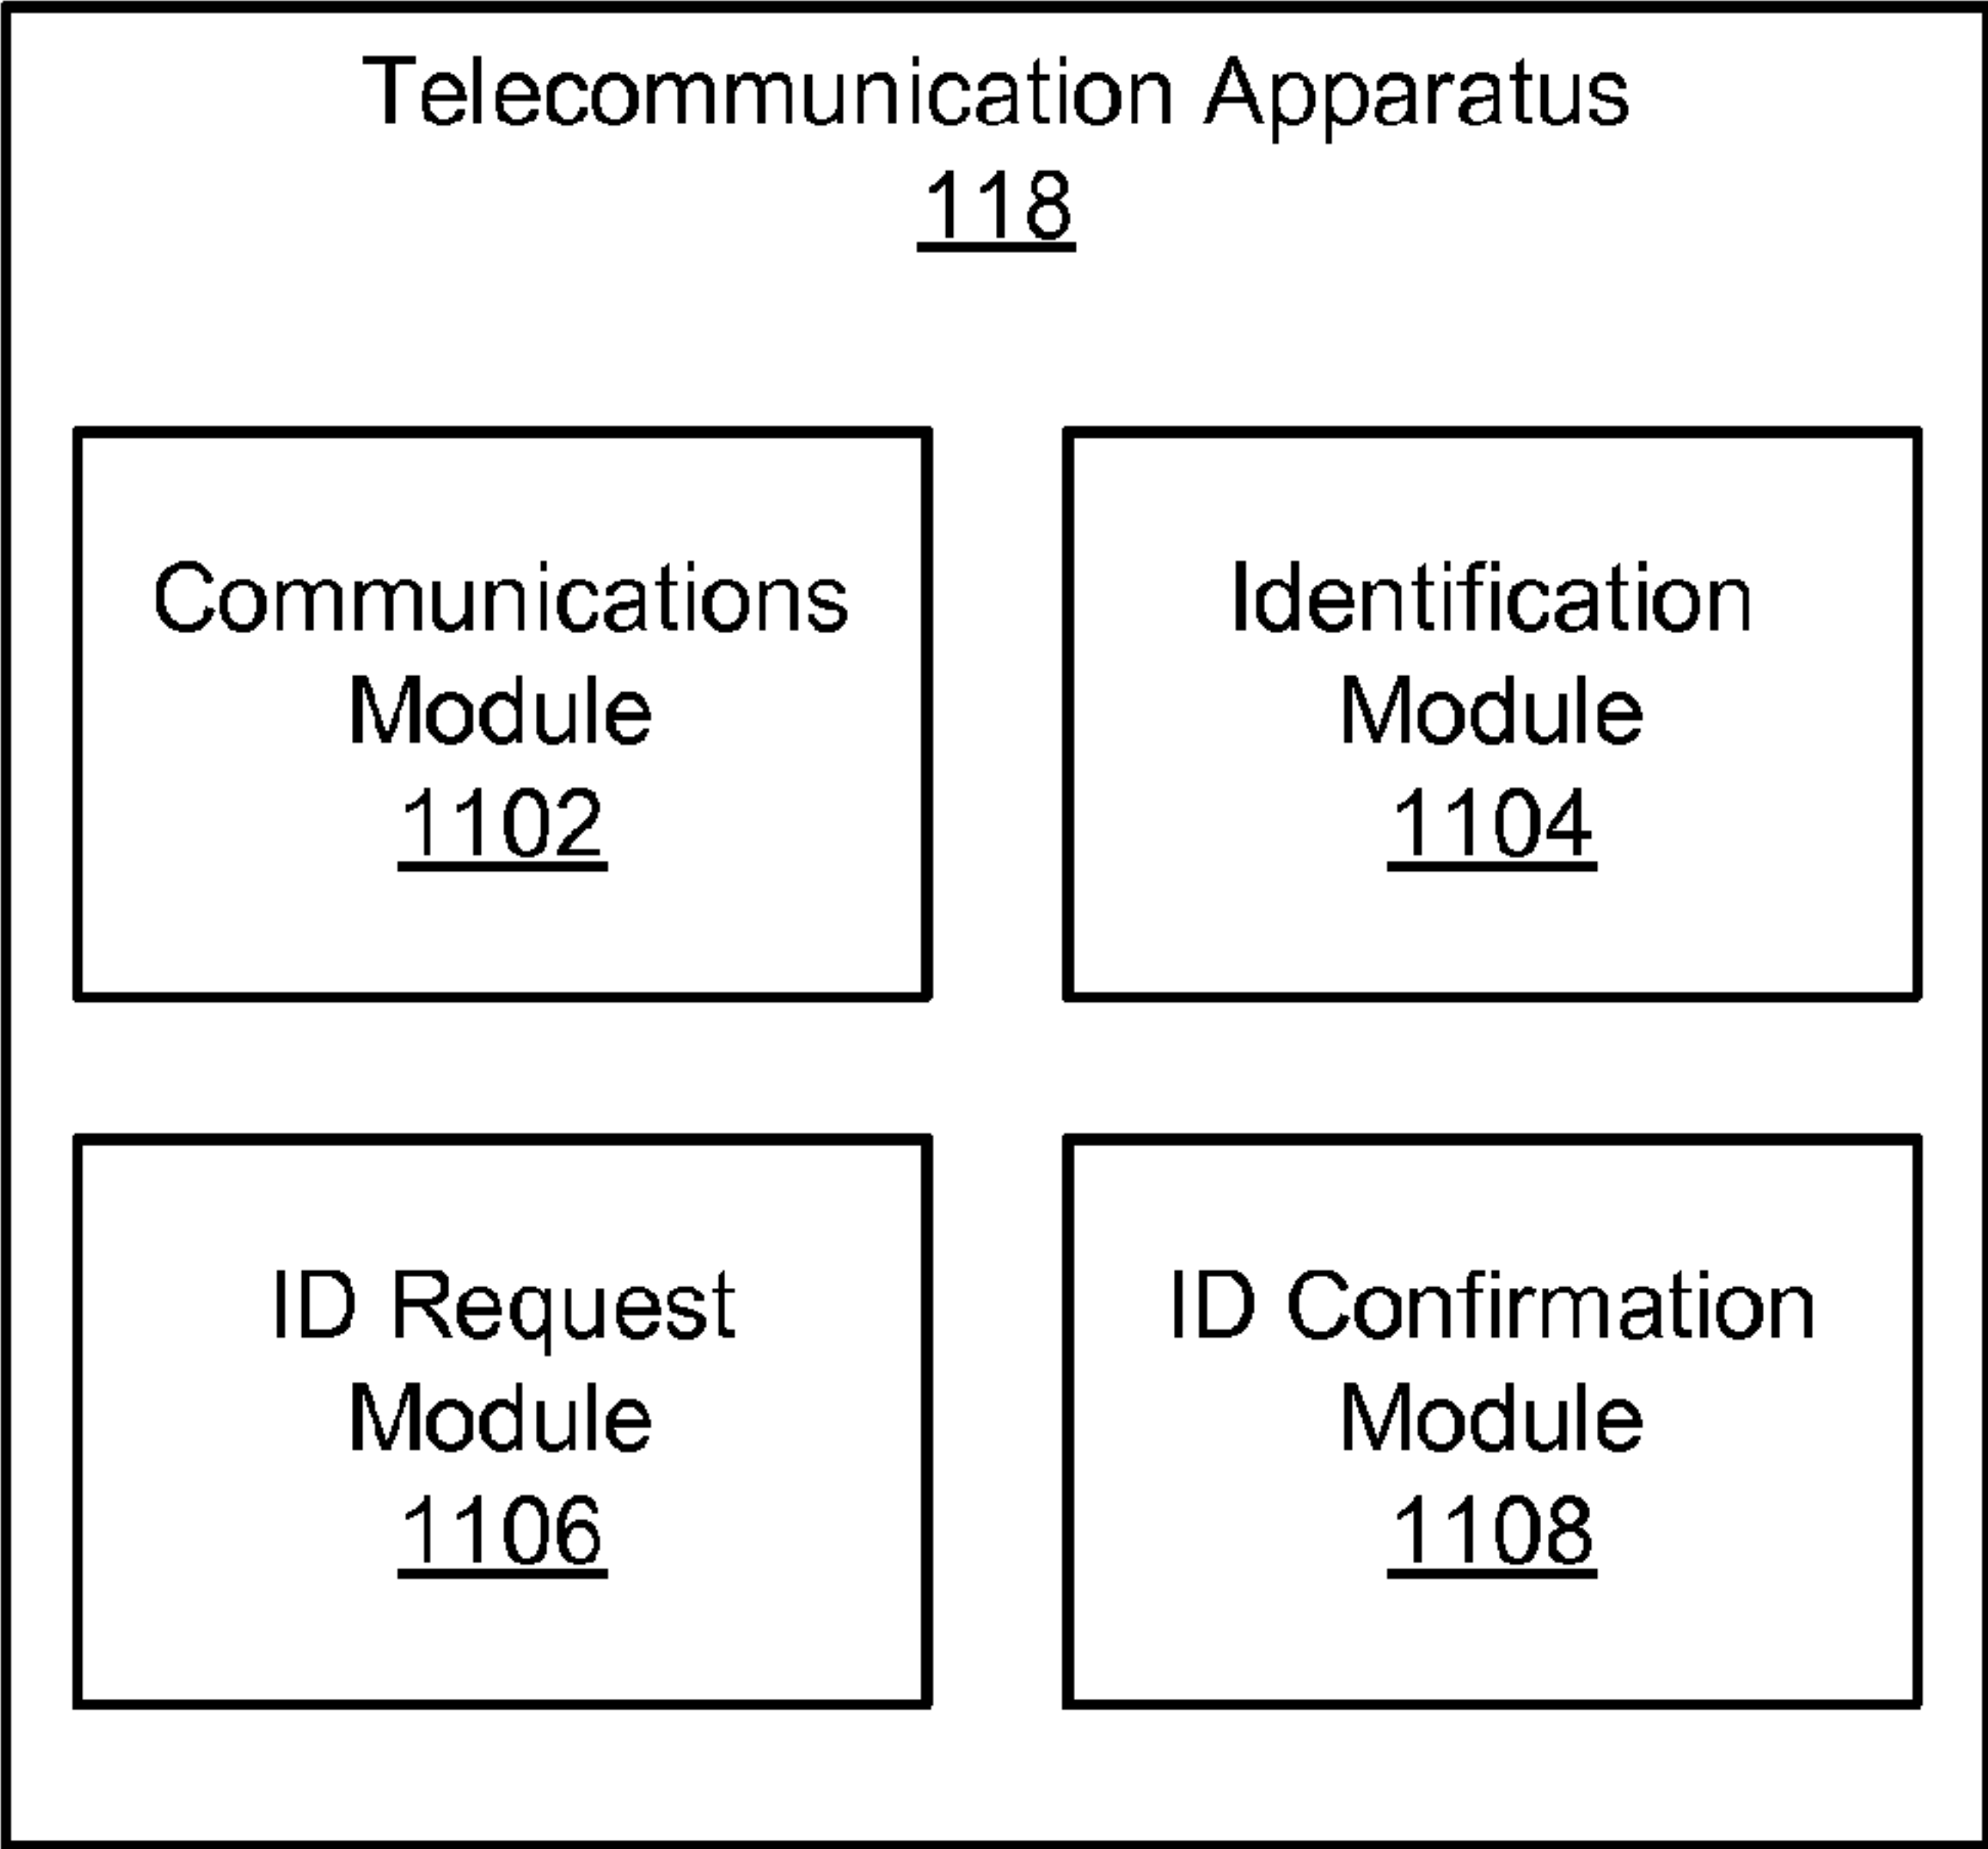 Telecommunication Apparatus
118
Communications
Module
1102
Identification
Module
1104
ID Request
Module
1106
ID Confirmation
Module
1108